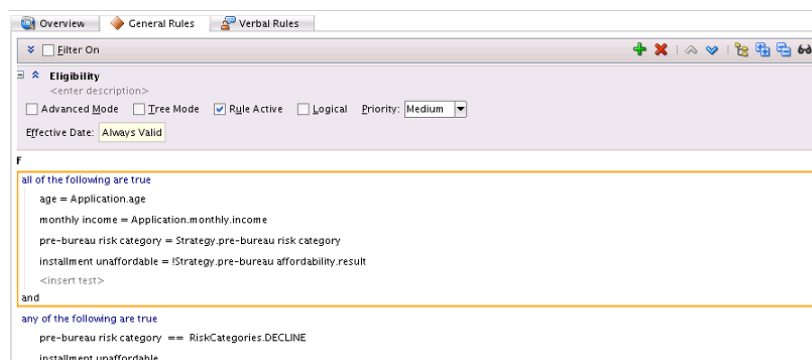 Overview General Rules Verbal Rules
Filter On
Eligibility
<enter description>
Advanced Mode Tree Mode Rule Active Logical Priority: Medium
Effective Date: Always Valid
F
all of the following are true
age = Application.age
monthly income = Application.monthly.income
pre-bureau risk category = Strategy.pre-bureau risk category
installment unaffordable = !Strategy.pre-bureau affordability.result
<insert test>
and
any of the following are true
pre-bureau risk category == RiskCategories.DECLINE
installment unaffordable